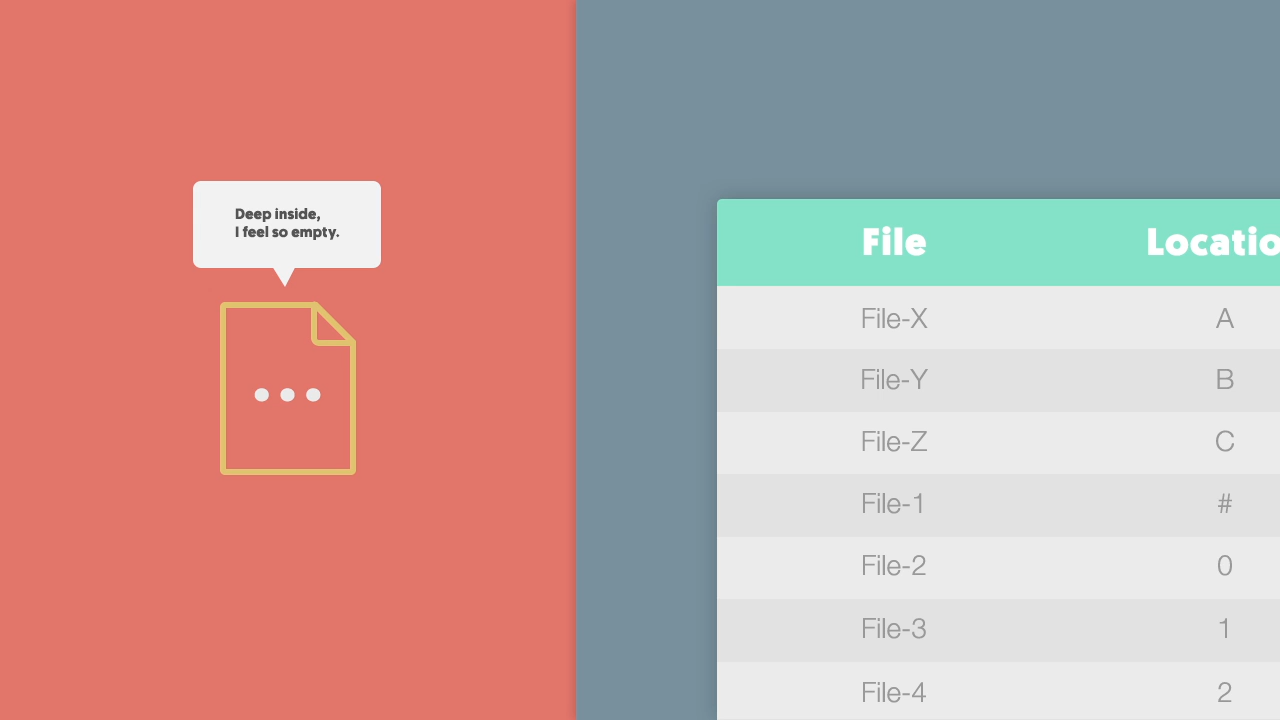 Deep inside,
I feel so empty.
File Locatio
File-X A
File-Y B
File-Z C
File-1 #
File-2 0
File-3 1
File-4 2